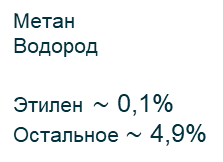 Метан
Водород
Этилен ~ 0,1%
Остальное ~ 4,9%